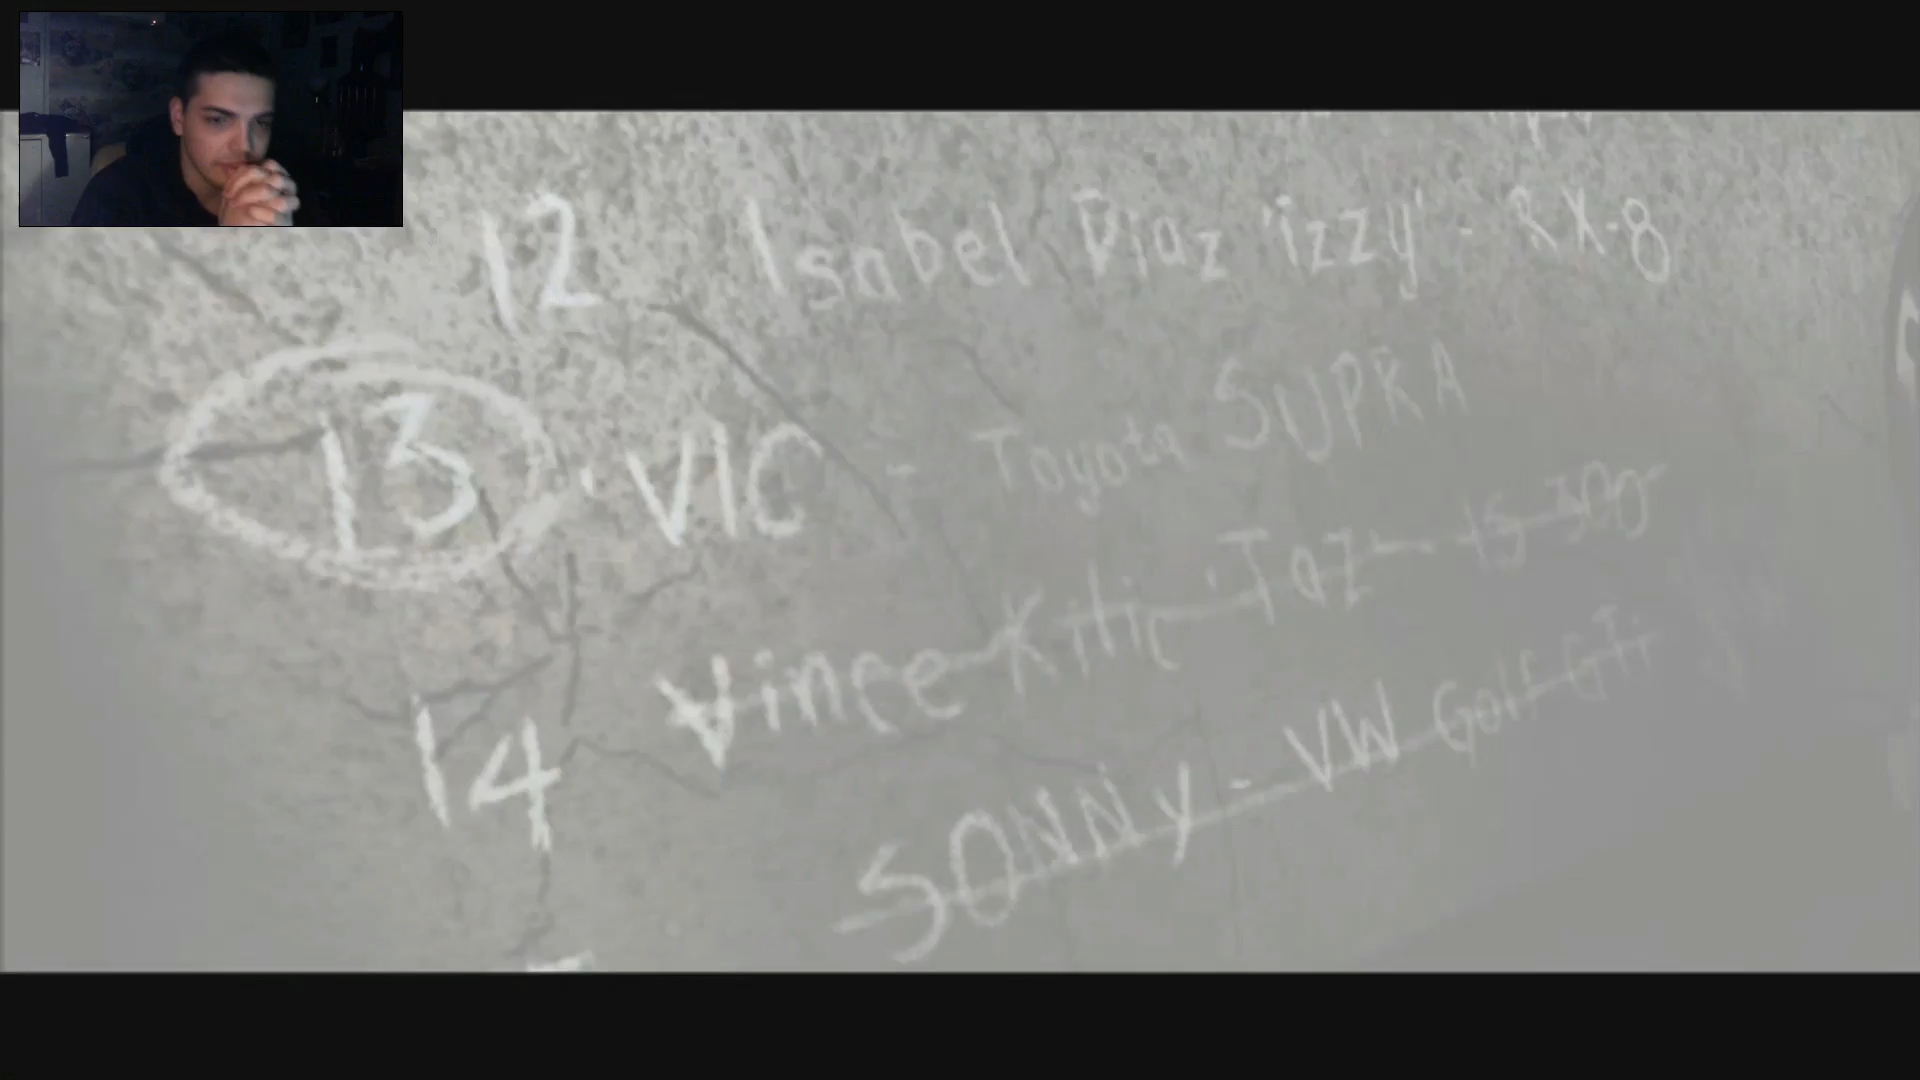 12 Isabel Diaz 'izzy' - RX-8
13 'VIC - Toyota SUPRA
14 Vince Kilic 'Taz - IS 300
SONNY - VW Golf GTi